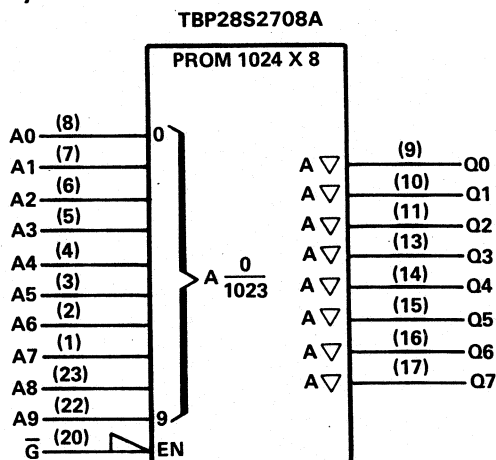 TBP28S2708A
PROM 1024 X 8
A0 (8) 0
A1 (7)
A2 (6)
A3 (5)
A4 (4)
A5 (3)
A6 (2)
A7 (1)
A8 (23)
A9 (22) 9
G̅ (20) EN
A 0
1023
A ▽ (9) Q0
A ▽ (10) Q1
A ▽ (11) Q2
A ▽ (13) Q3
A ▽ (14) Q4
A ▽ (15) Q5
A ▽ (16) Q6
A ▽ (17) Q7